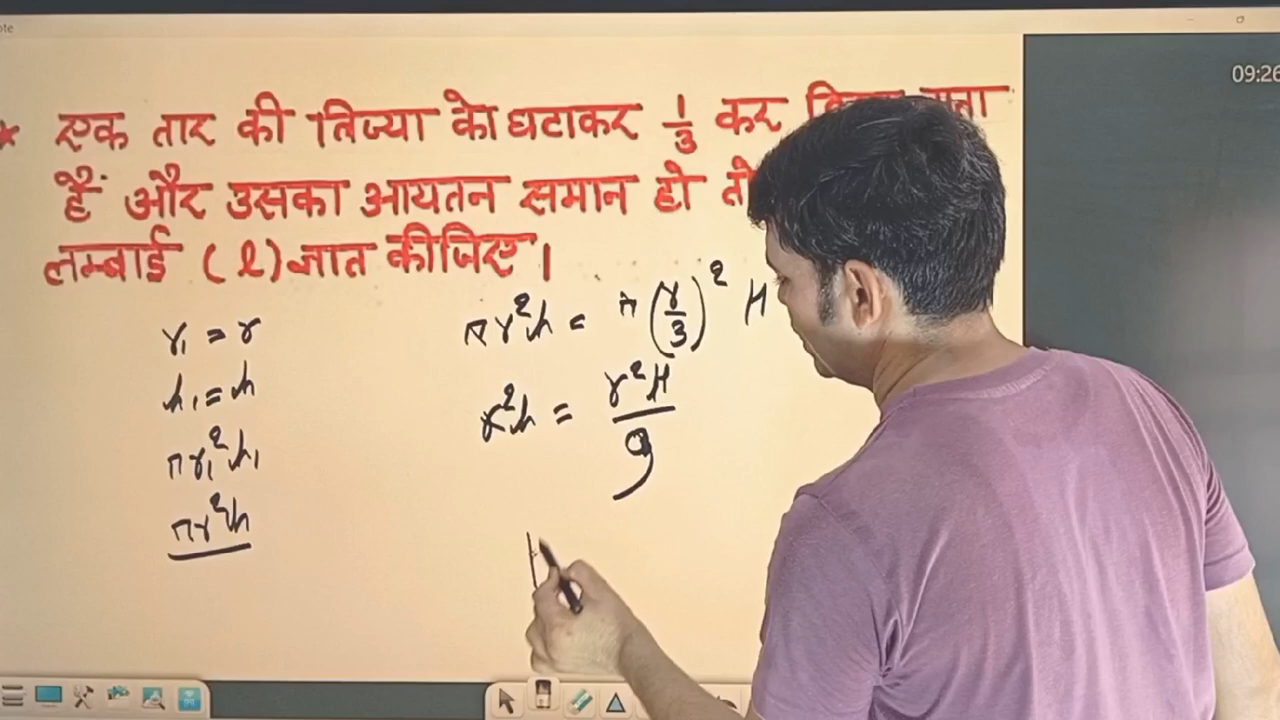 ote
09:26
* एक तार की त्रिज्या को घटाकर 1/3 कर
हैं और उसका आयतन समान हो तो
लम्बाई (l) ज्ञात कीजिए।
r₁ = r
h₁ = h
πr₁²h₁
πr²h
πr²h = π(r/3)² H
r²h = r²H/9